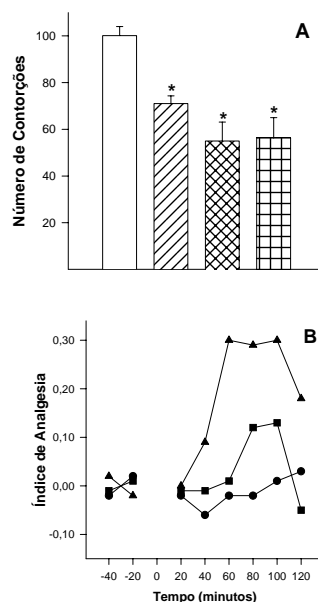 A
Número de Contorções
100
80
60
40
20
*
*
*
B
Índice de Analgesia
0,30
0,20
0,10
0,00
-0,10
-40 -20 0 20 40 60 80 100 120
Tempo (minutos)